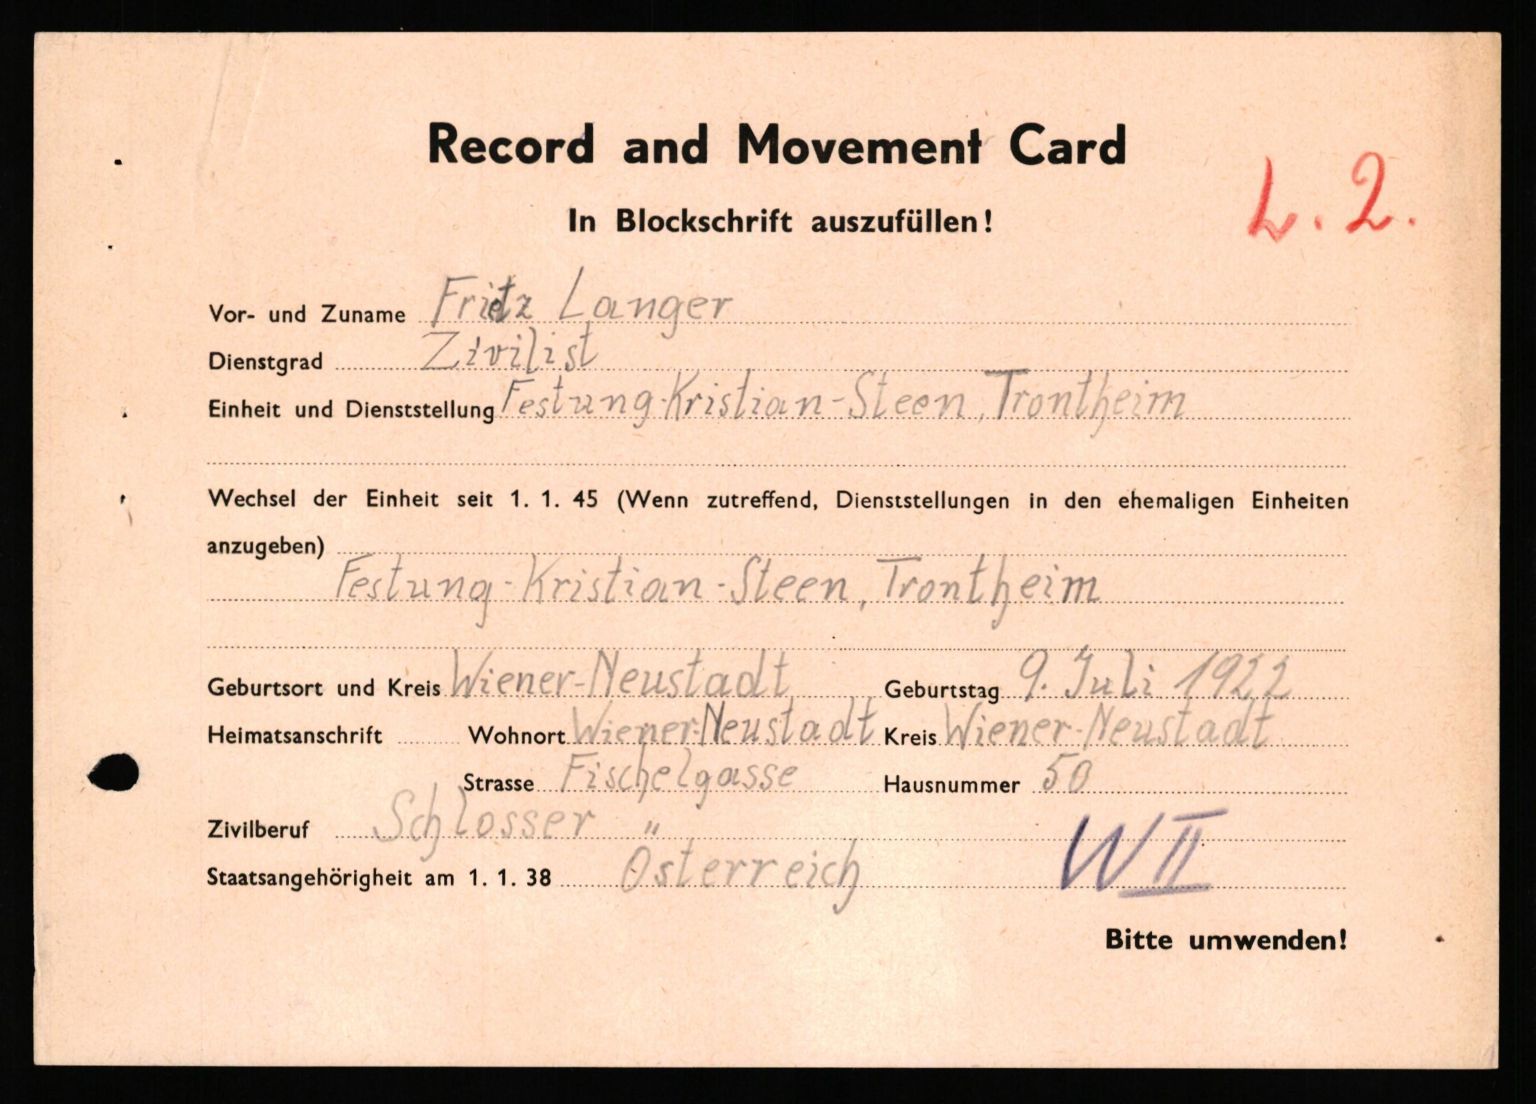 Record and Movement Card
L. 2.
In Blockschrift auszufüllen!
Vor- und Zuname Fritz Langer
Dienstgrad Zivilist
Einheit und Dienststellung Festung-Kristian-Steen, Trontheim
Wechsel der Einheit seit 1. 1. 45 (Wenn zutreffend, Dienststellungen in den ehemaligen Einheiten
anzugeben)
Festung-Kristian-Steen, Trontheim
Geburtsort und Kreis Wiener-Neustadt Geburtstag 9. Juli 1922
Heimatsanschrift Wohnort Wiener-Neustadt Kreis Wiener-Neustadt
Strasse Fischelgasse Hausnummer 50
Zivilberuf Schlosser "
W II
Staatsangehörigheit am 1. 1. 38 Österreich
Bitte umwenden!